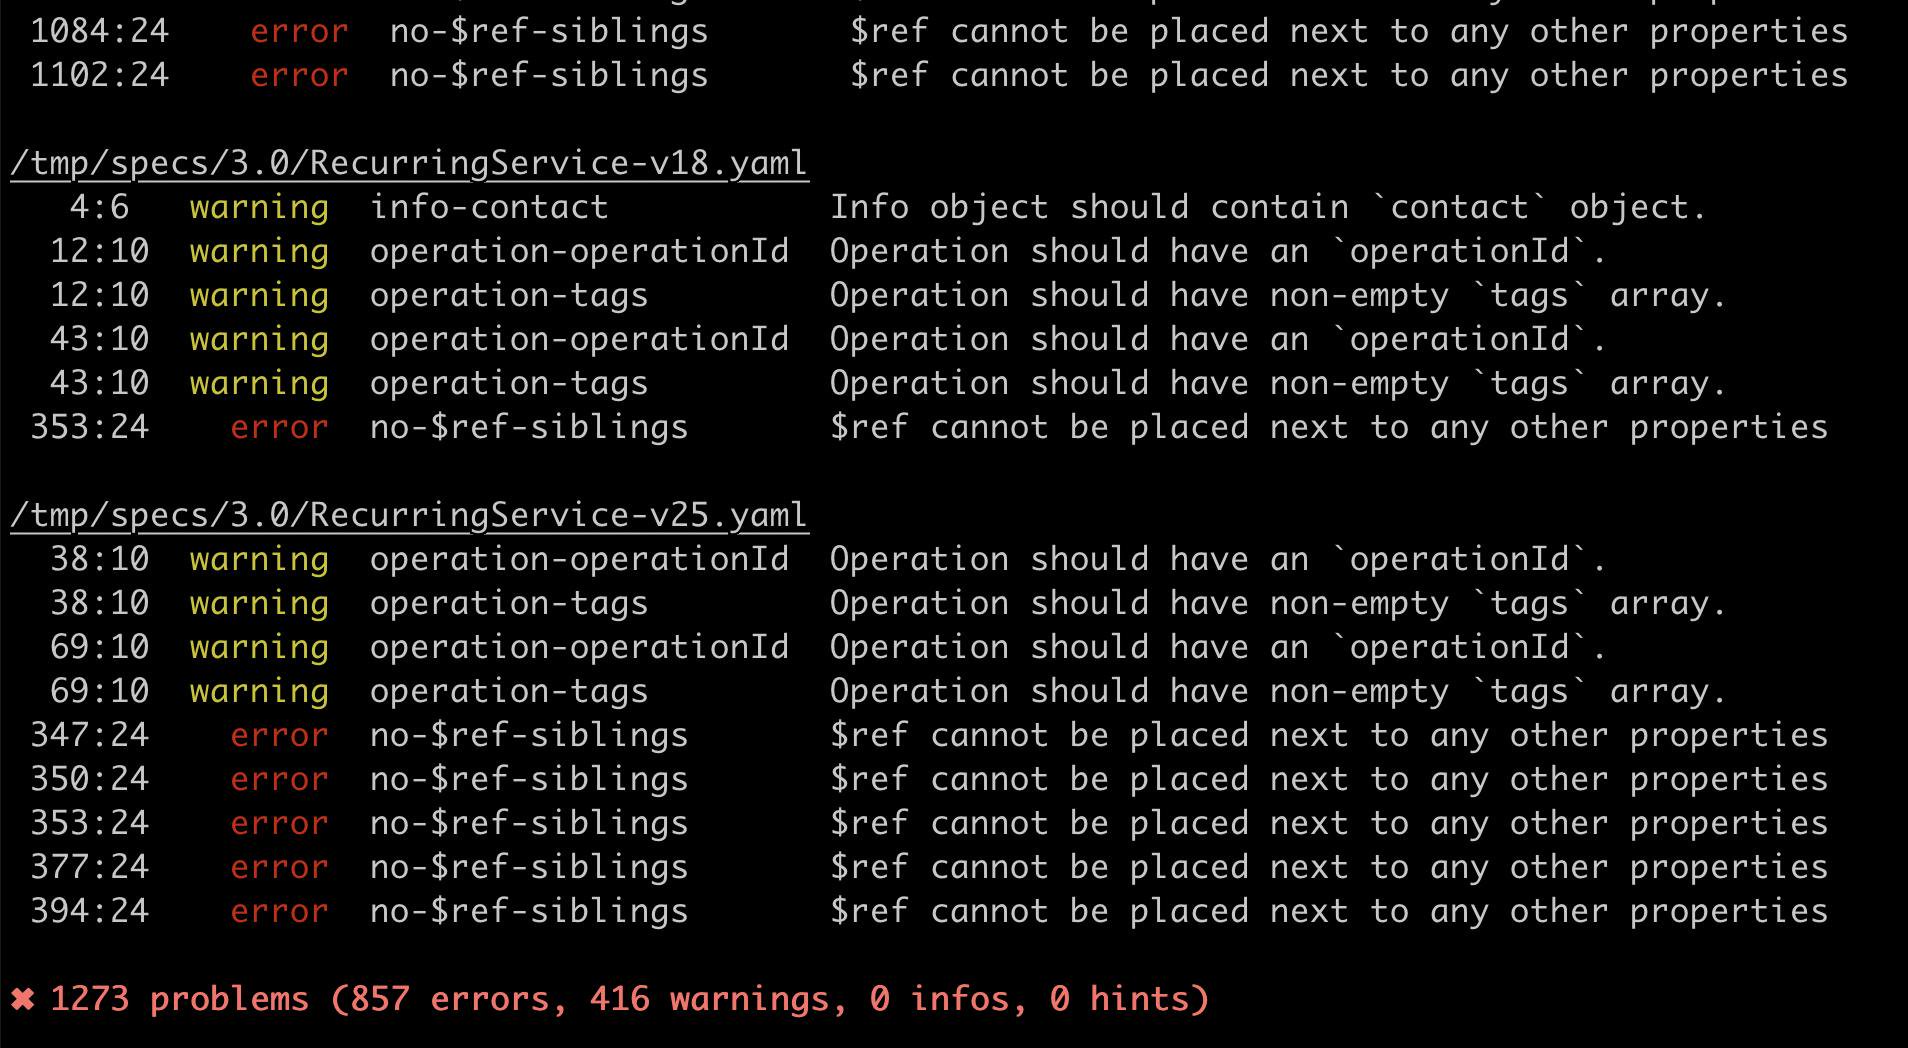 1084:24 error no-$ref-siblings $ref cannot be placed next to any other properties
1102:24 error no-$ref-siblings $ref cannot be placed next to any other properties
/tmp/specs/3.0/RecurringService-v18.yaml
4:6 warning info-contact Info object should contain `contact` object.
12:10 warning operation-operationId Operation should have an `operationId`.
12:10 warning operation-tags Operation should have non-empty `tags` array.
43:10 warning operation-operationId Operation should have an `operationId`.
43:10 warning operation-tags Operation should have non-empty `tags` array.
353:24 error no-$ref-siblings $ref cannot be placed next to any other properties
/tmp/specs/3.0/RecurringService-v25.yaml
38:10 warning operation-operationId Operation should have an `operationId`.
38:10 warning operation-tags Operation should have non-empty `tags` array.
69:10 warning operation-operationId Operation should have an `operationId`.
69:10 warning operation-tags Operation should have non-empty `tags` array.
347:24 error no-$ref-siblings $ref cannot be placed next to any other properties
350:24 error no-$ref-siblings $ref cannot be placed next to any other properties
353:24 error no-$ref-siblings $ref cannot be placed next to any other properties
377:24 error no-$ref-siblings $ref cannot be placed next to any other properties
394:24 error no-$ref-siblings $ref cannot be placed next to any other properties
✖ 1273 problems (857 errors, 416 warnings, 0 infos, 0 hints)